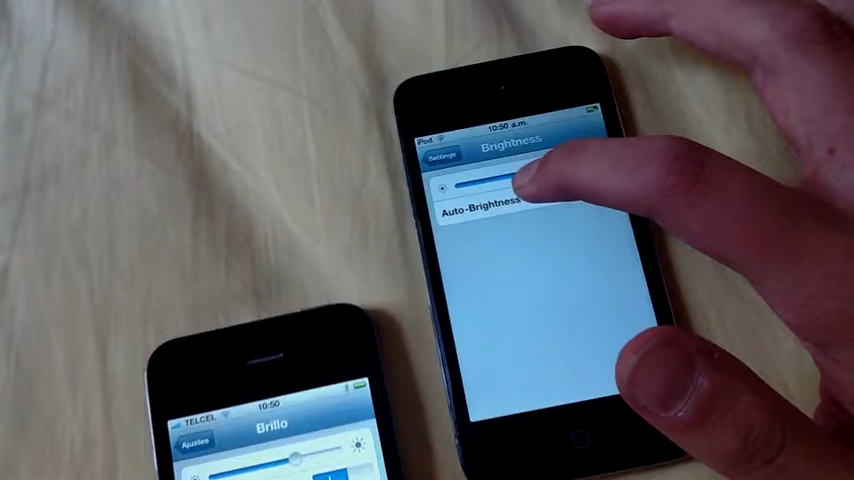 iPod 10:50 a.m.
Settings Brightness
Auto-Brightness
TELCEL 10:50
Ajustes Brillo